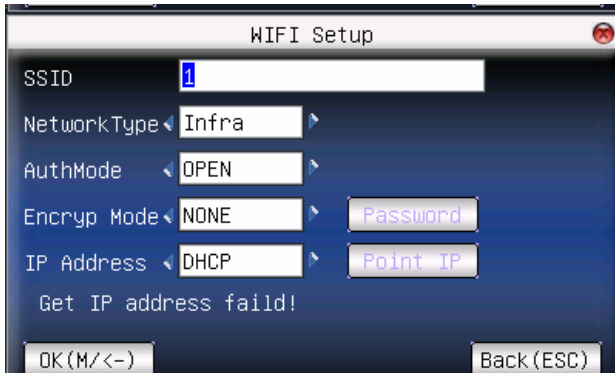 WIFI Setup
SSID 1
NetworkType Infra
AuthMode OPEN
Encryp Mode NONE Password
IP Address DHCP Point IP
Get IP address faild!
OK(M/<-) Back(ESC)